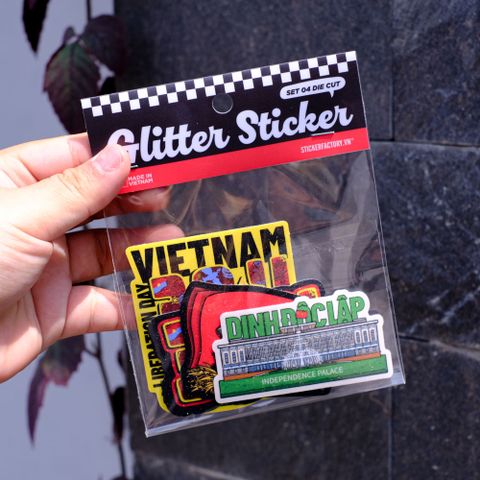 SET 04 DIE CUT
Glitter Sticker
STICKERFACTORY.VN
MADE IN
VIETNAM
VIETNAM
LIBERATION DAY
DINH ĐỘC LẬP
INDEPENDENCE PALACE